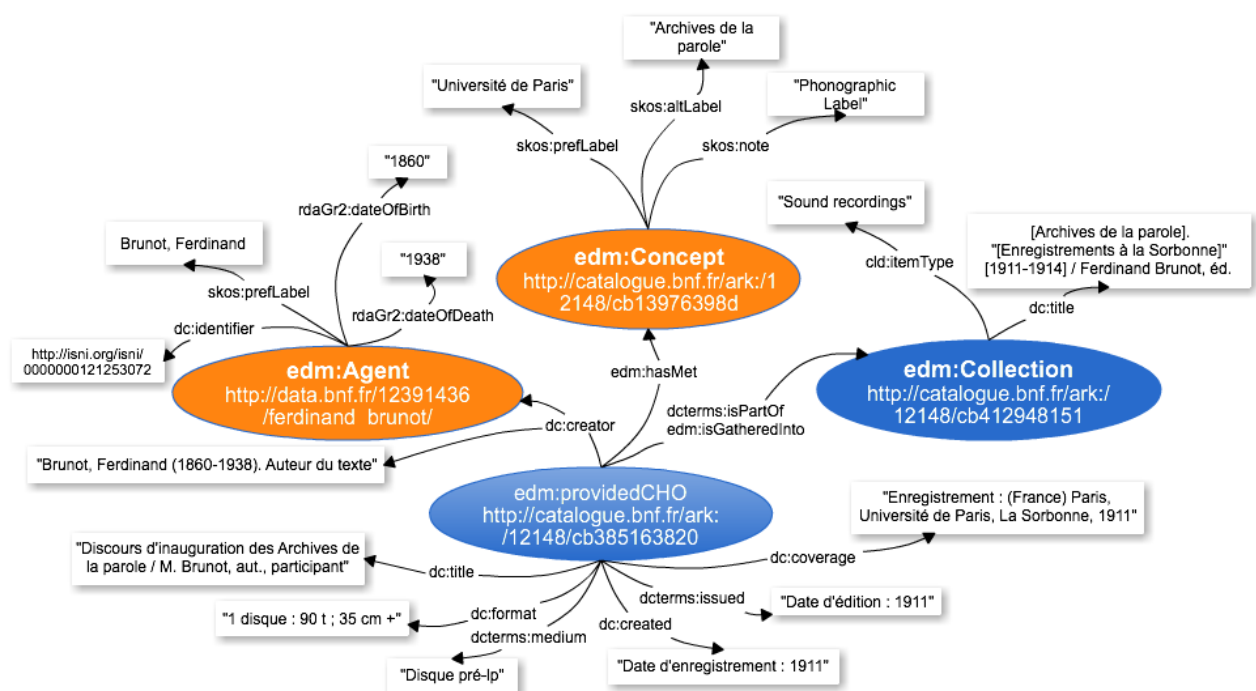 "Archives de la
parole"
"Université de Paris"
skos:altLabel
"Phonographic
Label"
skos:prefLabel
skos:note
"1860"
rdaGr2:dateOfBirth
"Sound recordings"
Brunot, Ferdinand
"1938"
edm:Concept
http://catalogue.bnf.fr/ark:/1
2148/cb13976398d
cld:itemType
[Archives de la parole].
"[Enregistrements à la Sorbonne]"
[1911-1914] / Ferdinand Brunot, éd.
skos:prefLabel
rdaGr2:dateOfDeath
dc:title
dc:identifier
http://isni.org/isni/
0000000121253072
edm:Agent
http://data.bnf.fr/12391436
/ferdinand_brunot/
edm:hasMet
edm:Collection
http://catalogue.bnf.fr/ark:/
12148/cb412948151
dcterms:isPartOf
edm:isGatheredInto
dc:creator
"Brunot, Ferdinand (1860-1938). Auteur du texte"
edm:providedCHO
http://catalogue.bnf.fr/ark:
/12148/cb385163820
"Enregistrement : (France) Paris,
Université de Paris, La Sorbonne, 1911"
"Discours d'inauguration des Archives de
la parole / M. Brunot, aut., participant"
dc:title
dc:coverage
"1 disque : 90 t ; 35 cm +"
dc:format
dcterms:issued
"Date d'édition : 1911"
dcterms:medium
dc:created
"Disque pré-lp"
"Date d'enregistrement : 1911"